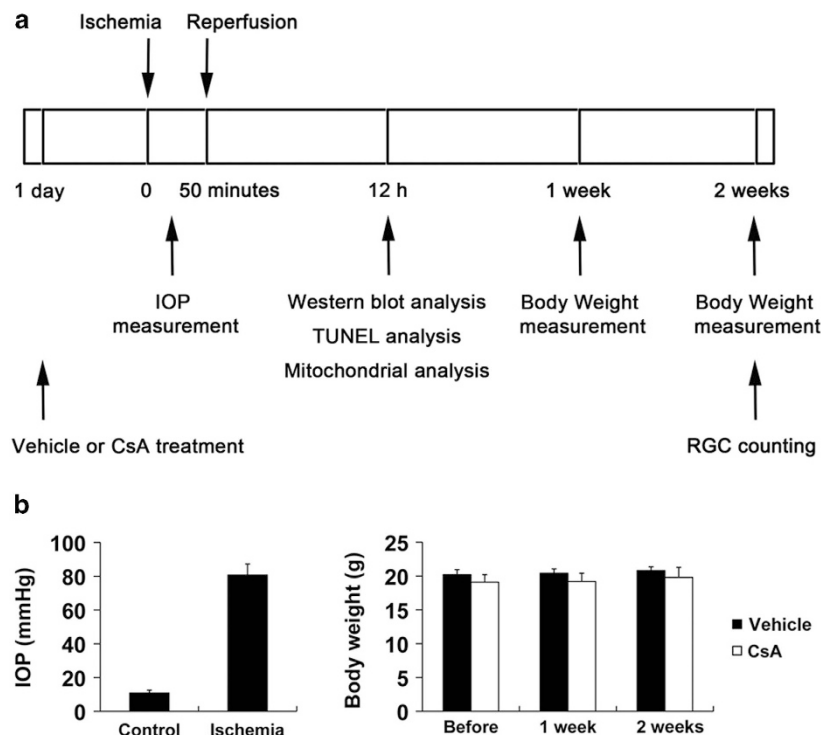 a
Ischemia Reperfusion
1 day 0 50 minutes 12 h 1 week 2 weeks
IOP
measurement
Western blot analysis
TUNEL analysis
Mitochondrial analysis
Body Weight
measurement
Body Weight
measurement
Vehicle or CsA treatment
RGC counting
b
IOP (mmHg)
100
80
60
40
20
0
Control Ischemia
Body weight (g)
25
20
15
10
5
0
Before 1 week 2 weeks
Vehicle
CsA